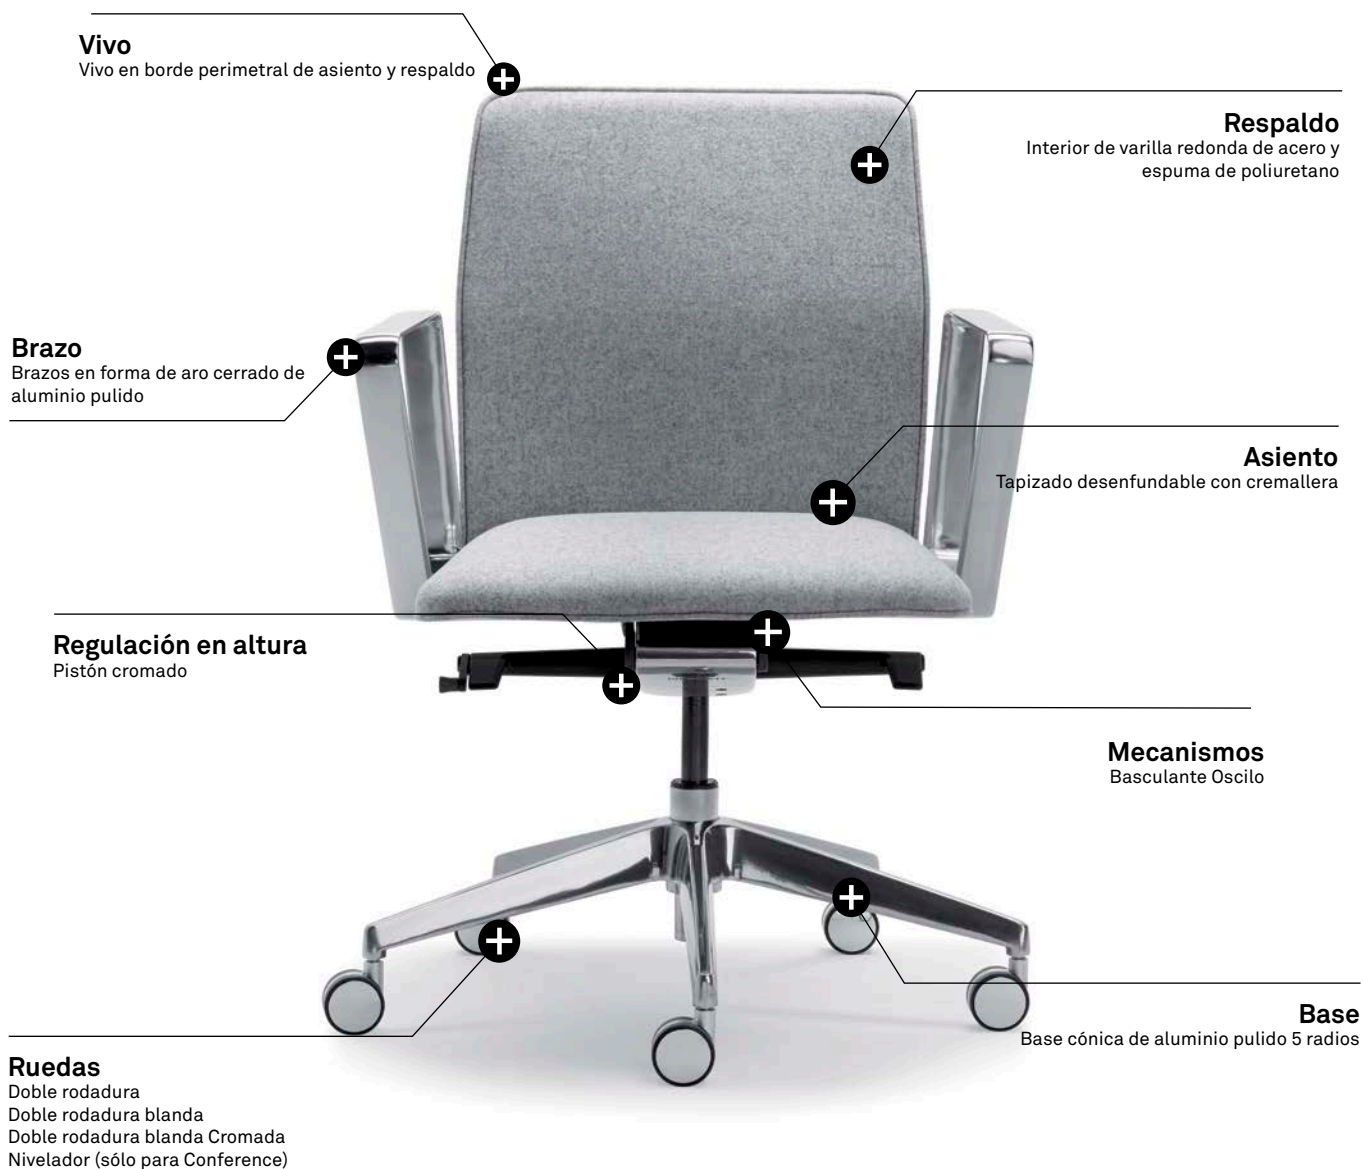 Vivo
Vivo en borde perimetral de asiento y respaldo
Respaldo
Interior de varilla redonda de acero y
espuma de poliuretano
Brazo
Brazos en forma de aro cerrado de
aluminio pulido
Asiento
Tapizado desenfundable con cremallera
Regulación en altura
Pistón cromado
Mecanismos
Basculante Oscilo
Base
Base cónica de aluminio pulido 5 radios
Ruedas
Doble rodadura
Doble rodadura blanda
Doble rodadura blanda Cromada
Nivelador (sólo para Conference)